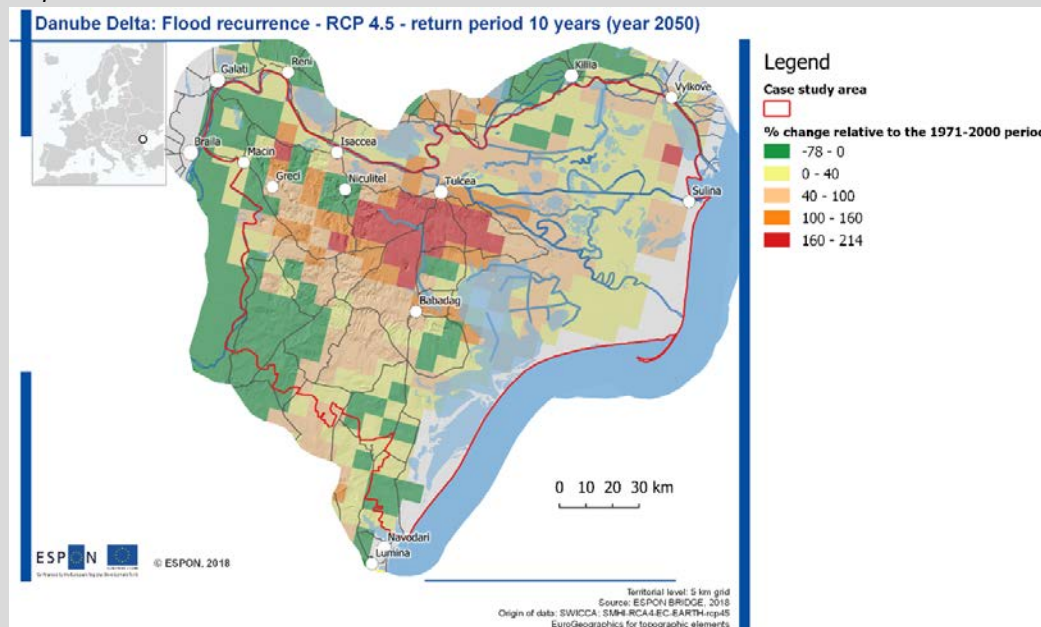 Danube Delta: Flood recurrence - RCP 4.5 - return period 10 years (year 2050)
Galati
Reni
Kilia
Vylkove
Braila
Macin
Isaccea
Greci
Niculitel
Tulcea
Sulina
Babadag
Navodari
Lumina
0 10 20 30 km
Legend
Case study area
% change relative to the 1971-2000 period
-78 - 0
0 - 40
40 - 100
100 - 160
160 - 214
ESPON
© ESPON, 2018
Territorial level: 5 km grid
Source: ESPON BRIDGE, 2018
Origin of data: SWICCA: SMHI-RCA4-EC-EARTH-rcp45
EuroGeographics for topographic elements